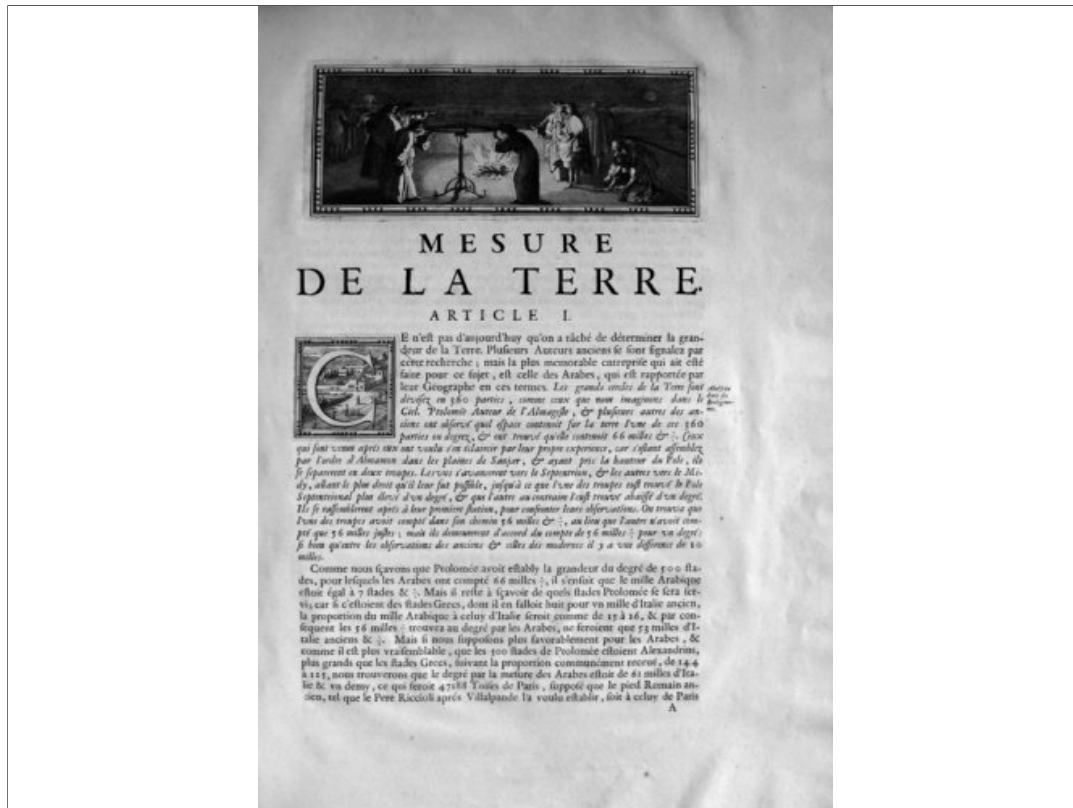 MESURE
DE LA TERRE.
ARTICLE I.
CE n'est pas d'aujourd'huy qu'on a tâché de déterminer la gran-
deur de la Terre. Plusieurs Auteurs anciens se sont signalez par
cette recherche; mais la plus memorable entreprise qui ait esté
faite pour ce sujet, est celle des Arabes, qui est rapportée par
leur Géographe en ces termes. Les grands cercles de la Terre sont
divisez en 360 parties, comme ceux que nous imaginons dans le
Ciel. Ptolomée Auteur de l'Almageste, & plusieurs autres des an-
ciens ont observé quel espace contenoit sur la terre l'une de ces 360
parties ou degrez, & ont trouvé qu'elle contenoit 66 milles & 2/3. Ceux
qui sont venus aprés eux ont voulu s'en éclaircir par leur propre experience, car s'estant assemblez
par l'ordre d'Almamon dans les plaines de Sanjar, & ayant pris la hauteur du Pole, ils
se separerent en deux troupes. Les uns s'avancerent vers le Septentrion, & les autres vers le Mi-
dy, allant le plus droit qu'il leur fut possible, jusqu'à ce que l'une des troupes eust trouvé le Pole
Septentrional plus élevé d'un degré, & que l'autre au contraire l'eust trouvé abaissé d'un degré.
Ils se rassemblerent aprés à leur premiere station, pour confronter leurs observations. On trouva que
l'une des troupes avoit compté dans son chemin 56 milles & 2/3, au lieu que l'autre n'avoit com-
pté que 56 milles justes; mais ils demeurerent d'accord du compte de 56 milles 2/3 pour un degré:
si bien qu'entre les observations des anciens & celles des modernes il y a une difference de 10
milles.
Comme nous sçavons que Ptolomée avoit estably la grandeur du degré de 500 sta-
des, pour lesquels les Arabes ont compté 66 milles 2/3, il s'ensuit que le mille Arabique
estoit égal à 7 stades & 1/2. Mais il reste à sçavoir de quels stades Ptolomée se sera ser-
vi; car si c'estoient des stades Grecs, dont il en falloit huit pour vn mille d'Italie ancien,
la proportion du mille Arabique à celuy d'Italie seroit comme de 15 à 16, & par con-
sequent les 56 milles 2/3 trouvez au degré par les Arabes, ne feroient que 53 milles d'I-
talie anciens & 1/8. Mais si nous supposons plus favorablement pour les Arabes, &
comme il est plus vraisemblable, que les 500 stades de Ptolomée estoient Alexandrins,
plus grands que les stades Grecs, suivant la proportion communément receuë, de 144
à 125, nous trouverons que le degré par la mesure des Arabes estoit de 61 milles d'Ita-
lie & vn demy, ce qui seroit 47188 Toises de Paris, supposé que le pied Romain an-
cien, tel que le Pere Riccioli aprés Villalpande l'a voulu establir, soit à celuy de Paris
A